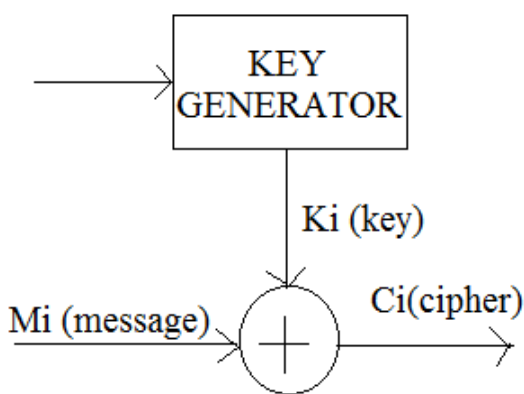 KEY
GENERATOR
Ki (key)
Mi (message)
Ci(cipher)